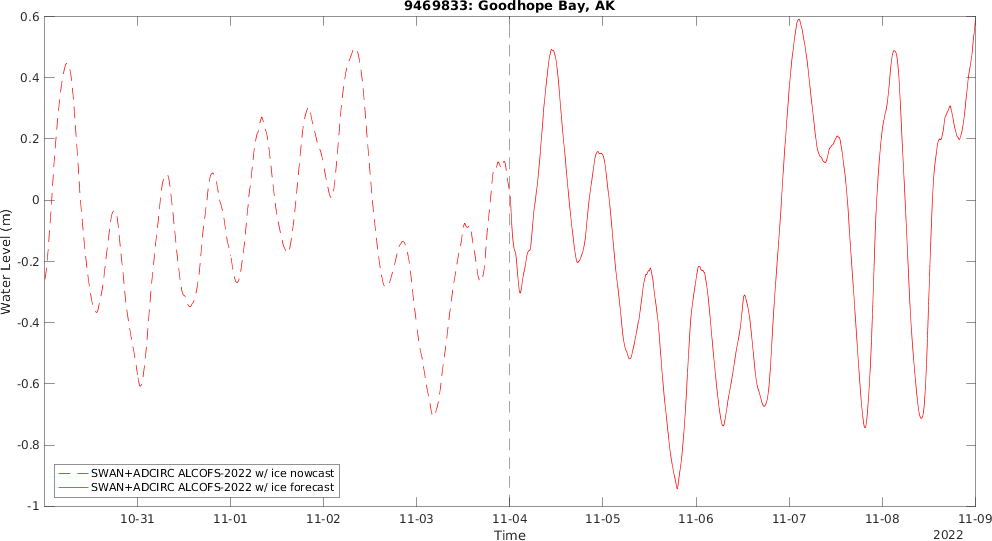 9469833: Goodhope Bay, AK
0.6
0.4
0.2
0
-0.2
-0.4
-0.6
-0.8
-1
Water Level (m)
SWAN+ADCIRC ALCOFS-2022 w/ ice nowcast
SWAN+ADCIRC ALCOFS-2022 w/ ice forecast
10-31 11-01 11-02 11-03 11-04 11-05 11-06 11-07 11-08 11-09
Time
2022